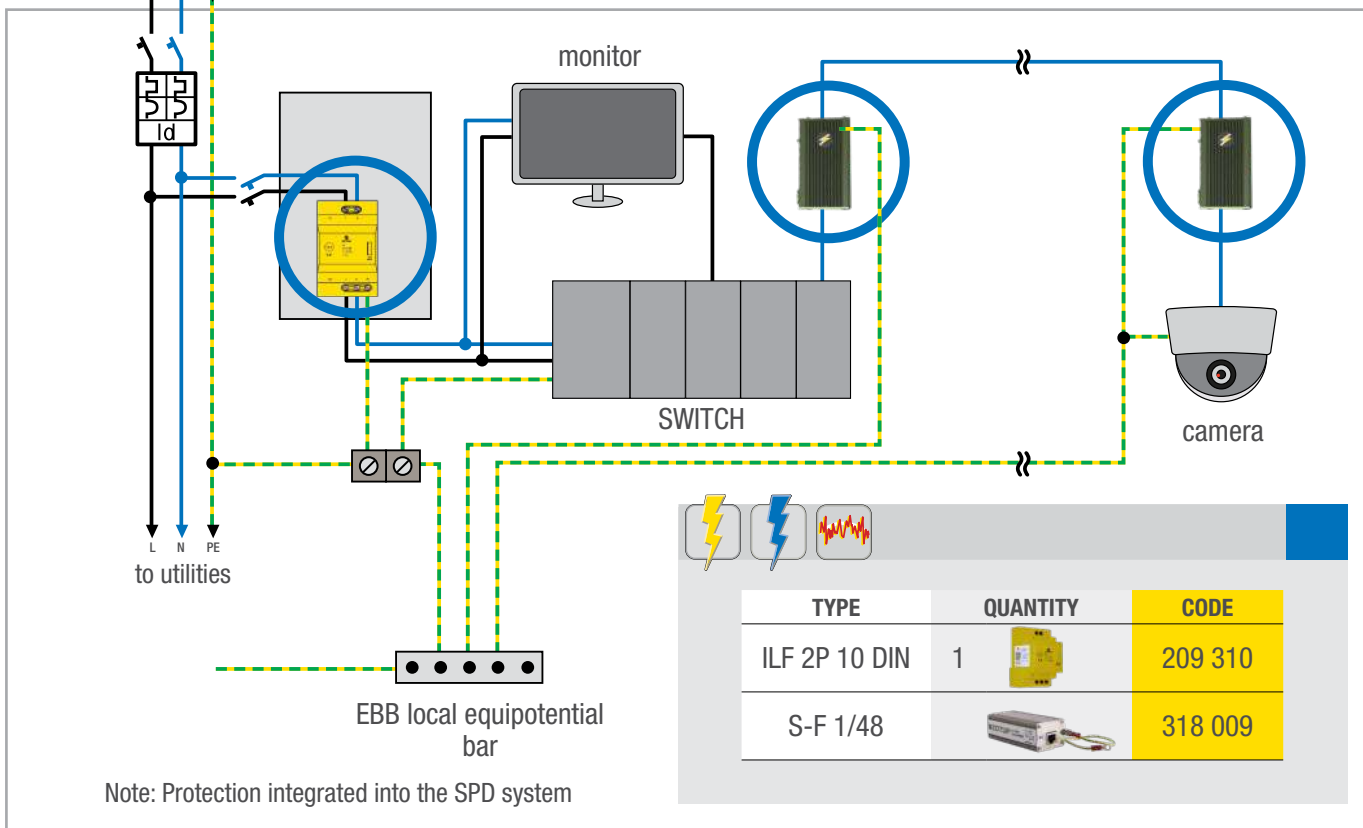 monitor
Id
SWITCH
camera
L N PE
to utilities
EBB local equipotential
bar
TYPE QUANTITY CODE
ILF 2P 10 DIN 1 209 310
S-F 1/48 318 009
Note: Protection integrated into the SPD system